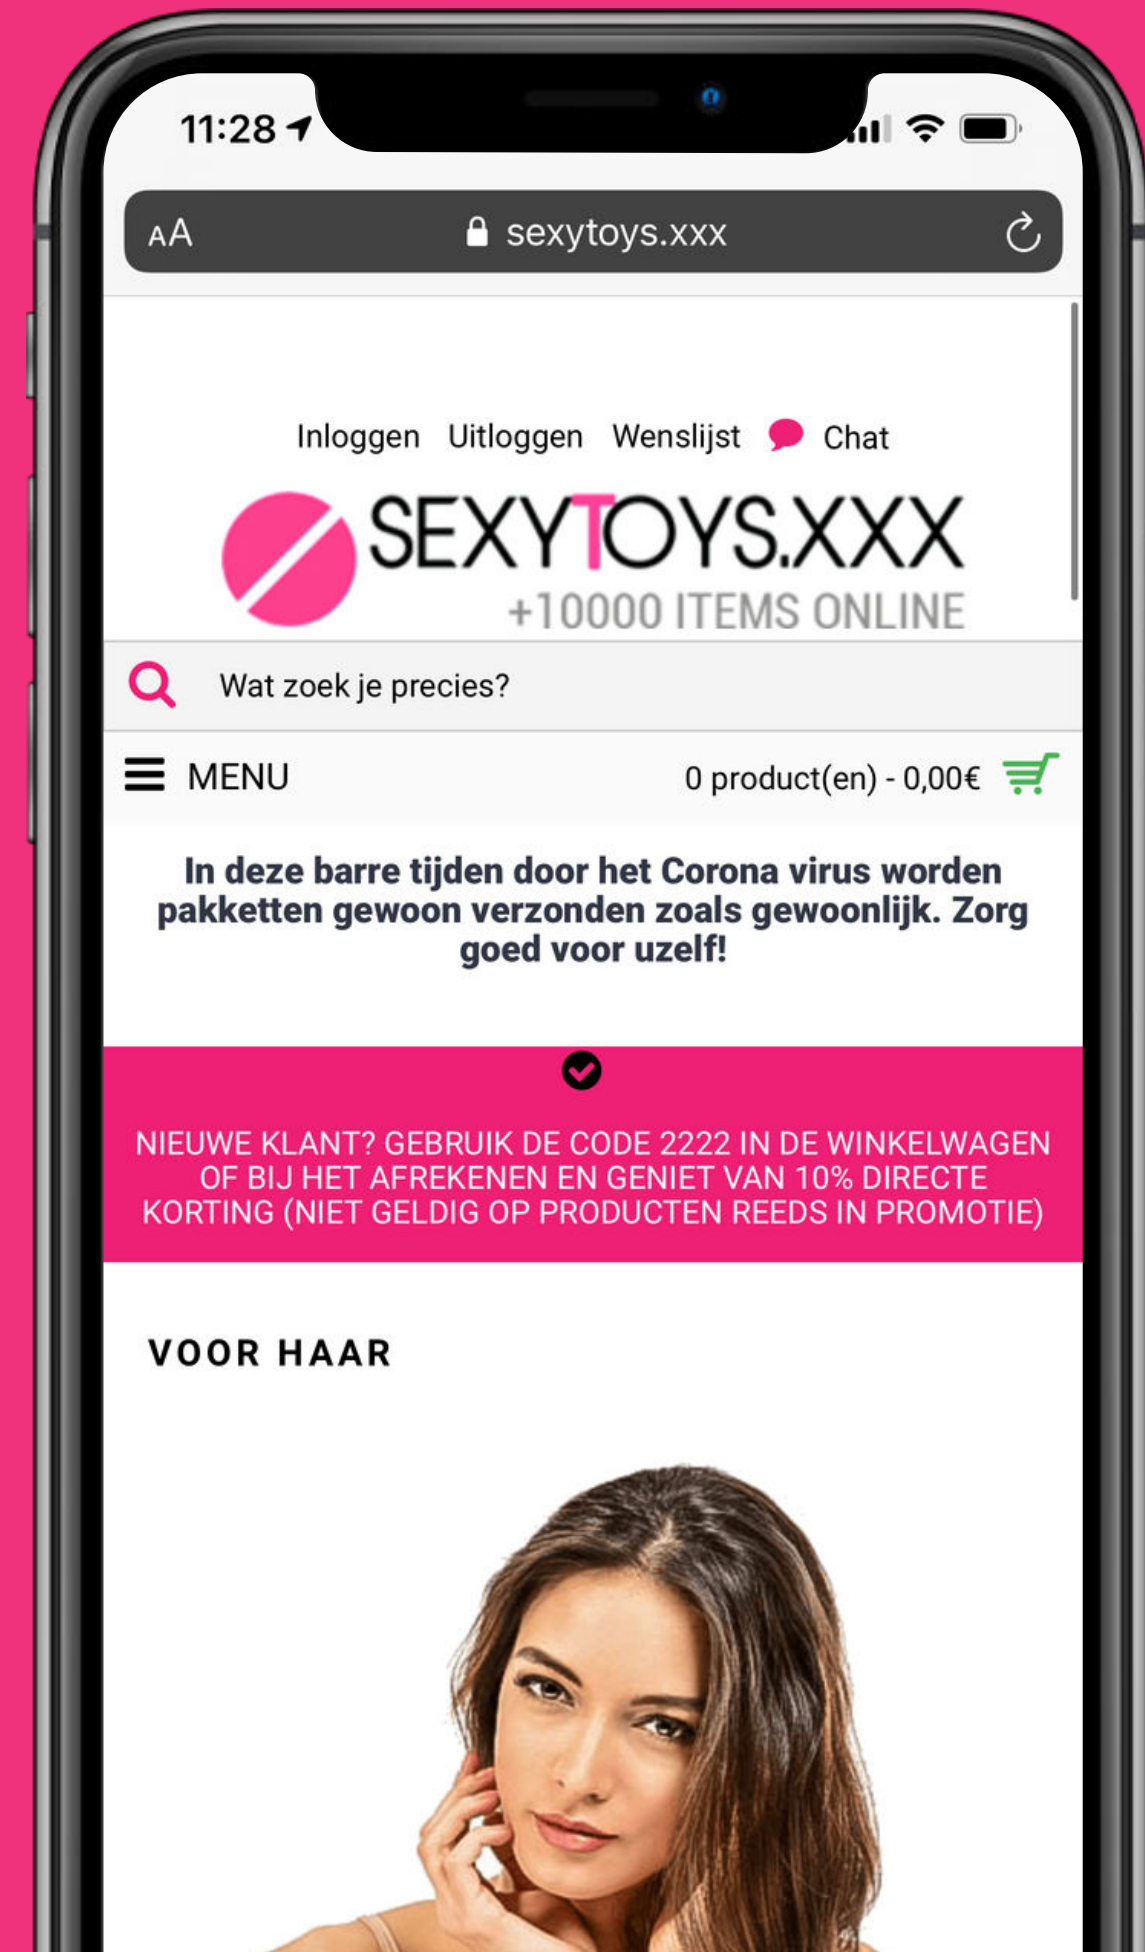 11:28
AA sexytoys.xxx
Inloggen Uitloggen Wenslijst Chat
SEXYTOYS.XXX
+10000 ITEMS ONLINE
Wat zoek je precies?
MENU 0 product(en) - 0,00€
In deze barre tijden door het Corona virus worden
pakketten gewoon verzonden zoals gewoonlijk. Zorg
goed voor uzelf!
NIEUWE KLANT? GEBRUIK DE CODE 2222 IN DE WINKELWAGEN
OF BIJ HET AFREKENEN EN GENIET VAN 10% DIRECTE
KORTING (NIET GELDIG OP PRODUCTEN REEDS IN PROMOTIE)
VOOR HAAR